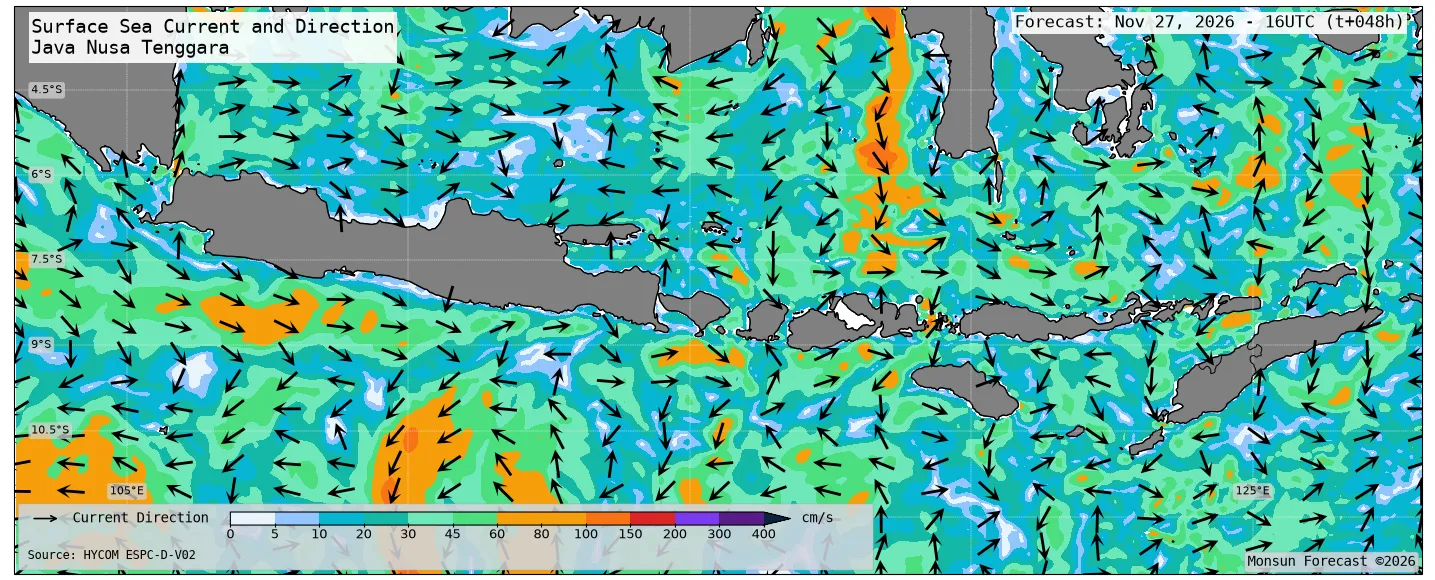 Surface Sea Current and Direction
Java Nusa Tenggara
Forecast: Nov 27, 2026 - 16UTC (t+048h)
4.5°S
6°S
7.5°S
9°S
10.5°S
105°E
125°E
Current Direction
0 5 10 20 30 45 60 80 100 150 200 300 400 cm/s
Source: HYCOM ESPC-D-V02
Monsun Forecast ©2026